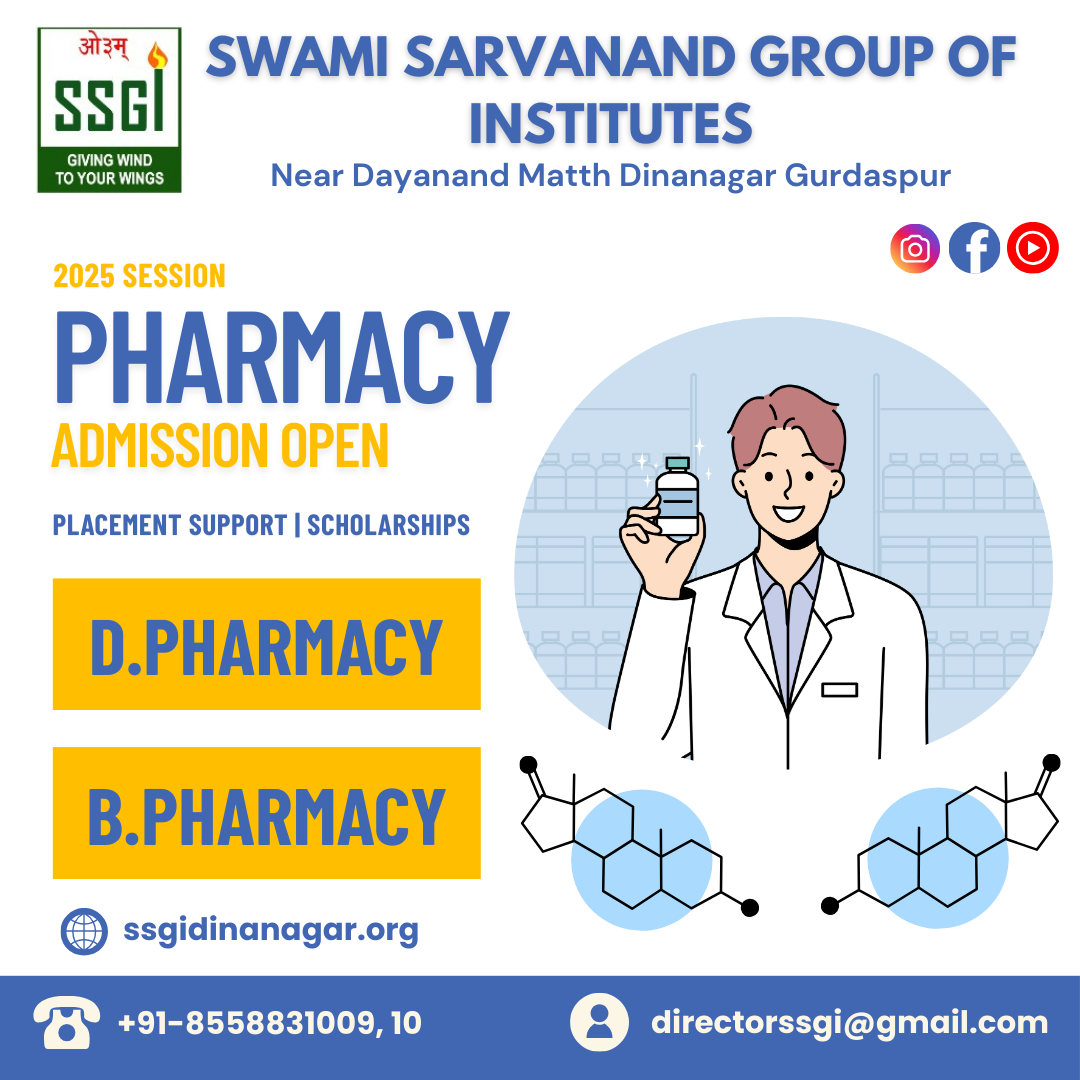 ओ३म्
SSGI
GIVING WIND
TO YOUR WINGS
SWAMI SARVANAND GROUP OF
INSTITUTES
Near Dayanand Matth Dinanagar Gurdaspur
2025 SESSION
PHARMACY
ADMISSION OPEN
PLACEMENT SUPPORT | SCHOLARSHIPS
D.PHARMACY
B.PHARMACY
ssgidinanagar.org
+91-8558831009, 10
directorssgi@gmail.com